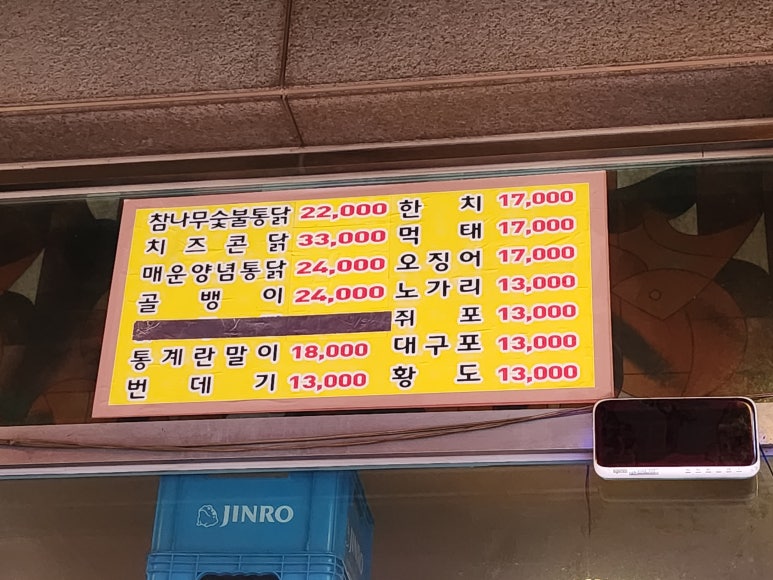 참나무숯불통닭 22,000
치즈콘닭 33,000
매운양념통닭 24,000
골뱅이 24,000
통계란말이 18,000
번데기 13,000
한치 17,000
먹태 17,000
오징어 17,000
노가리 13,000
쥐포 13,000
대구포 13,000
황도 13,000
JINRO